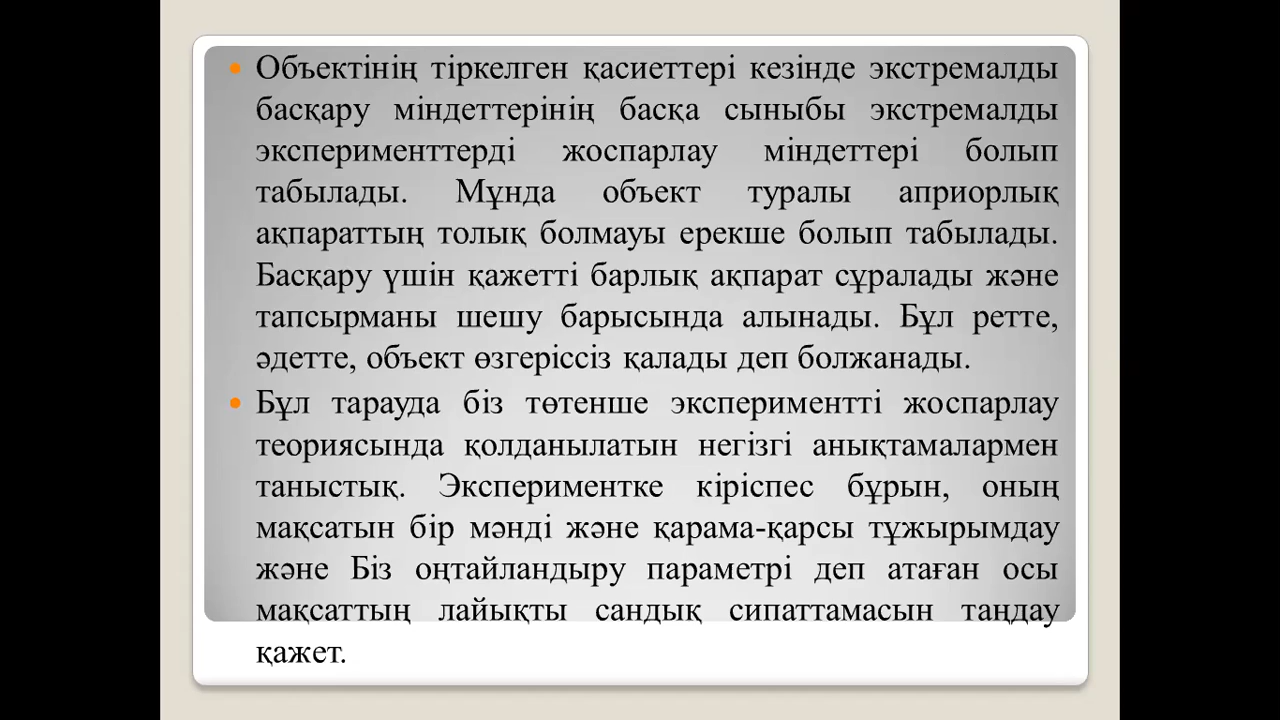 Объектінің тіркелген қасиеттері кезінде экстремалды
басқару міндеттерінің басқа сыныбы экстремалды
эксперименттерді жоспарлау міндеттері болып
табылады. Мұнда объект туралы априорлық
ақпараттың толық болмауы ерекше болып табылады.
Басқару үшін қажетті барлық ақпарат сұралады және
тапсырманы шешу барысында алынады. Бұл ретте,
әдетте, объект өзгеріссіз қалады деп болжанады.
Бұл тарауда біз төтенше экспериментті жоспарлау
теориясында қолданылатын негізгі анықтамалармен
таныстық. Экспериментке кіріспес бұрын, оның
мақсатын бір мәнді және қарама-қарсы тұжырымдау
және Біз оңтайландыру параметрі деп атаған осы
мақсаттың лайықты сандық сипаттамасын таңдау
қажет.